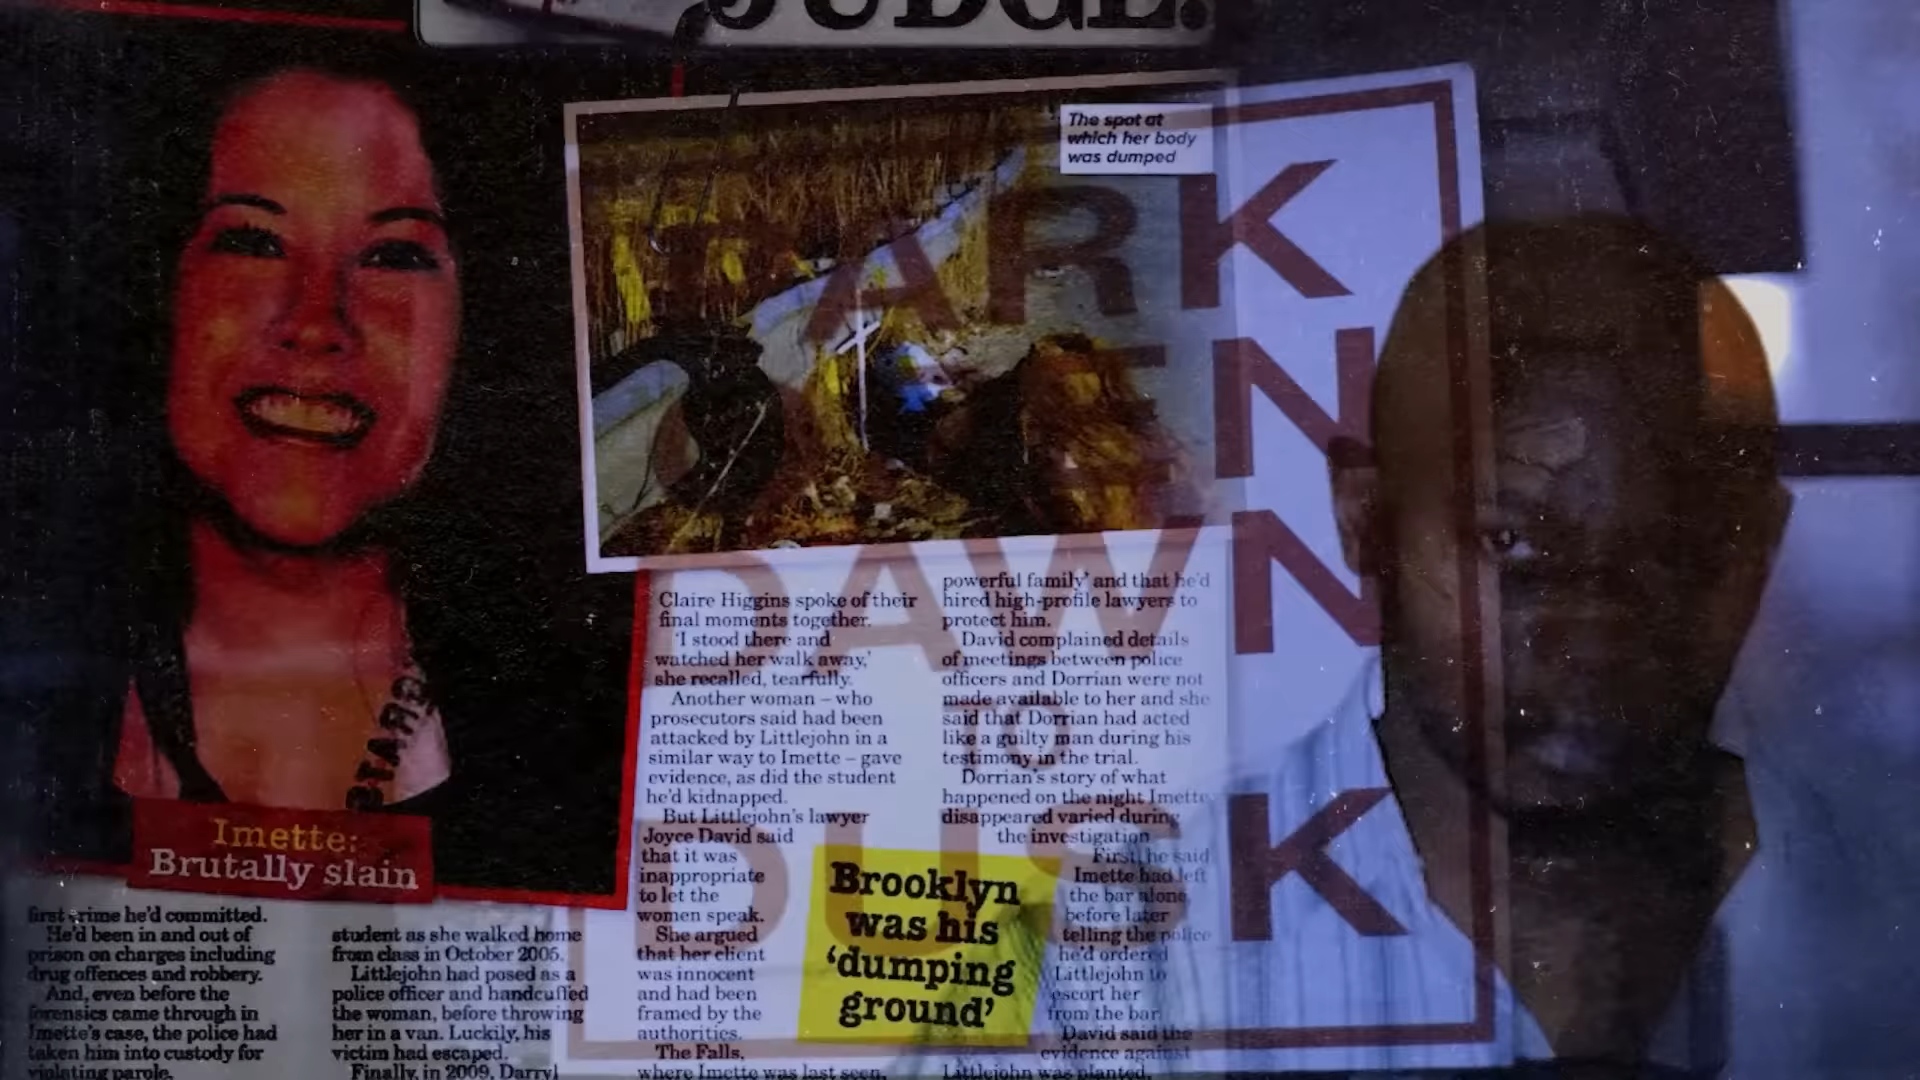 JUDGE.
The spot at
which her body
was dumped
DARK
EN
DAWN
TO
DUSK
GRATS
Imette:
Brutally slain
first crime he'd committed.
He'd been in and out of
prison on charges including
drug offences and robbery.
And, even before the
forensics came through in
Imette's case, the police had
taken him into custody for
violating parole.
student as she walked home
from class in October 2005.
Littlejohn had posed as a
police officer and handcuffed
the woman, before throwing
her in a van. Luckily, his
victim had escaped.
Finally, in 2009, Darryl
Claire Higgins spoke of their
final moments together.
'I stood there and
watched her walk away,'
she recalled, tearfully.
Another woman – who
prosecutors said had been
attacked by Littlejohn in a
similar way to Imette – gave
evidence, as did the student
he'd kidnapped.
But Littlejohn's lawyer
Joyce David said
that it was
inappropriate
to let the
women speak.
She argued
that her client
was innocent
and had been
framed by the
authorities.
The Falls,
where Imette was last seen,
Brooklyn
was his
'dumping
ground'
powerful family' and that he'd
hired high-profile lawyers to
protect him.
David complained details
of meetings between police
officers and Dorrian were not
made available to her and she
said that Dorrian had acted
like a guilty man during his
testimony in the trial.
Dorrian's story of what
happened on the night Imette
disappeared varied during
the investigation.
First, he said
Imette had left
the bar alone,
before later
telling the police
he'd ordered
Littlejohn to
escort her
from the bar.
David said the
evidence against
Littlejohn was planted,